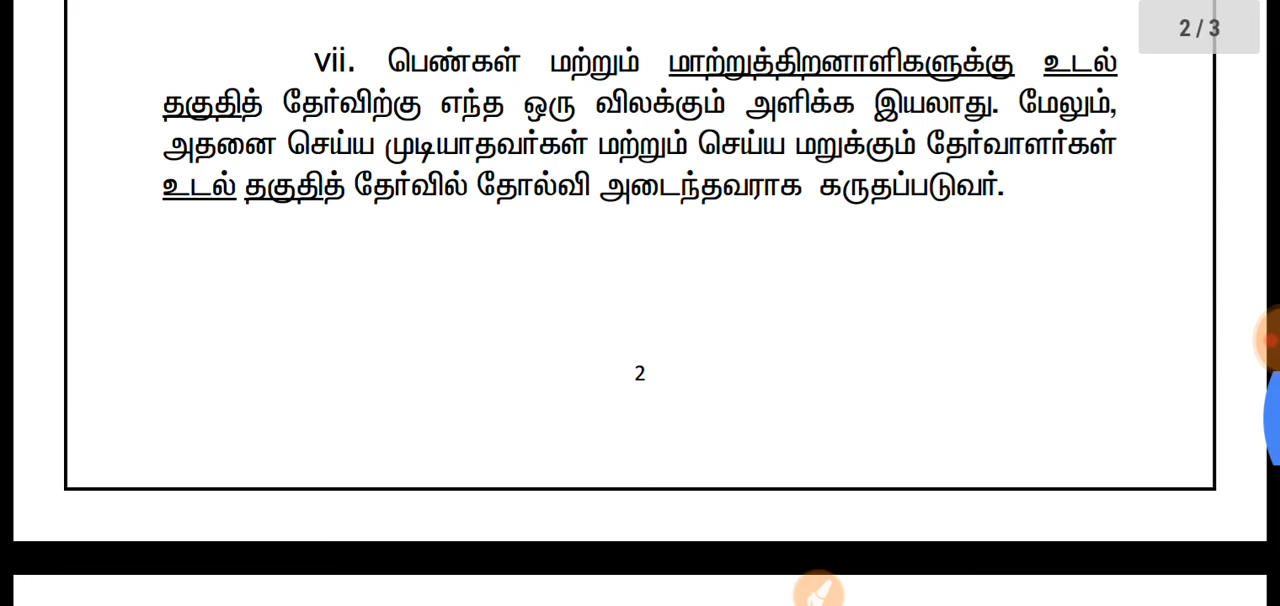 2 / 3
vii. பெண்கள் மற்றும் மாற்றுத்திறனாளிகளுக்கு உடல்
தகுதித் தேர்விற்கு எந்த ஒரு விலக்கும் அளிக்க இயலாது. மேலும்,
அதனை செய்ய முடியாதவர்கள் மற்றும் செய்ய மறுக்கும் தேர்வாளர்கள்
உடல் தகுதித் தேர்வில் தோல்வி அடைந்தவராக கருதப்படுவர்.
2